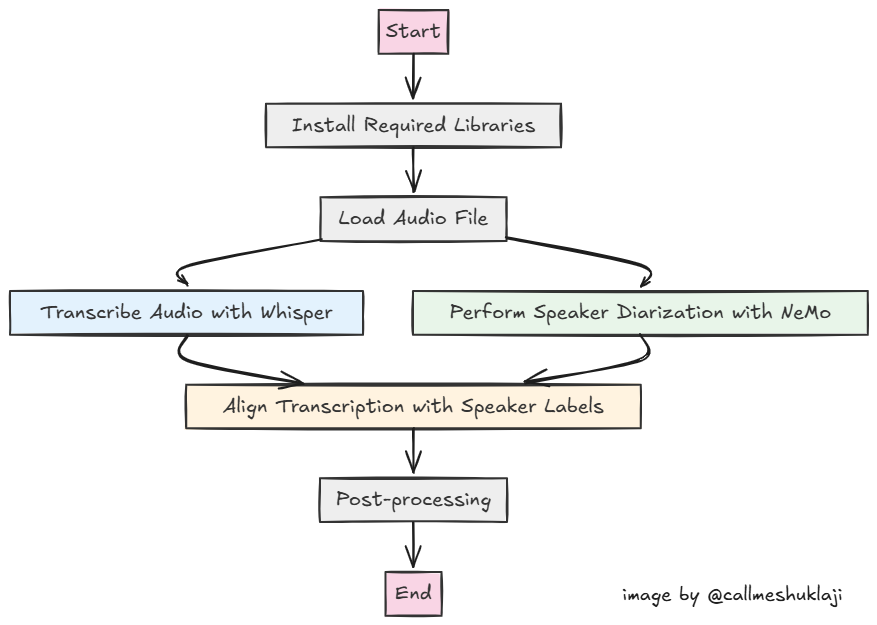 Start
Install Required Libraries
Load Audio File
Transcribe Audio with Whisper
Perform Speaker Diarization with NeMo
Align Transcription with Speaker Labels
Post-processing
End
image by @callmeshuklaji